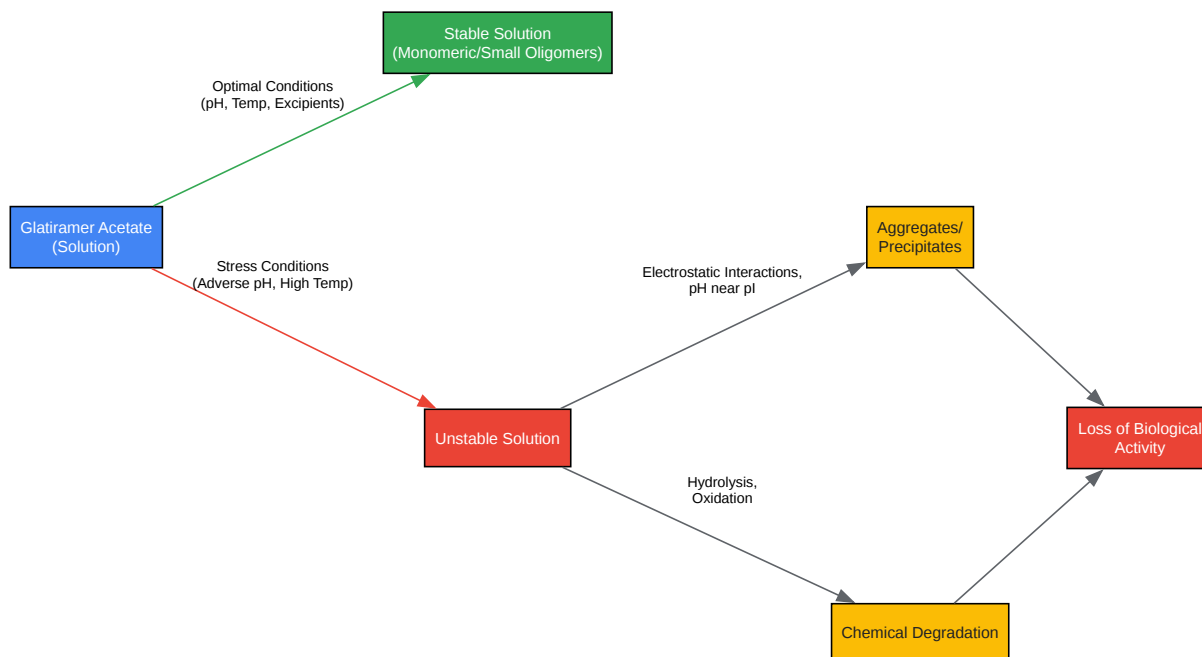 Stable Solution
(Monomeric/Small Oligomers)
Optimal Conditions
(pH, Temp, Excipients)
Glatiramer Acetate
(Solution)
Stress Conditions
(Adverse pH, High Temp)
Aggregates/
Precipitates
Electrostatic Interactions,
pH near pI
Unstable Solution
Loss of Biological
Activity
Hydrolysis,
Oxidation
Chemical Degradation